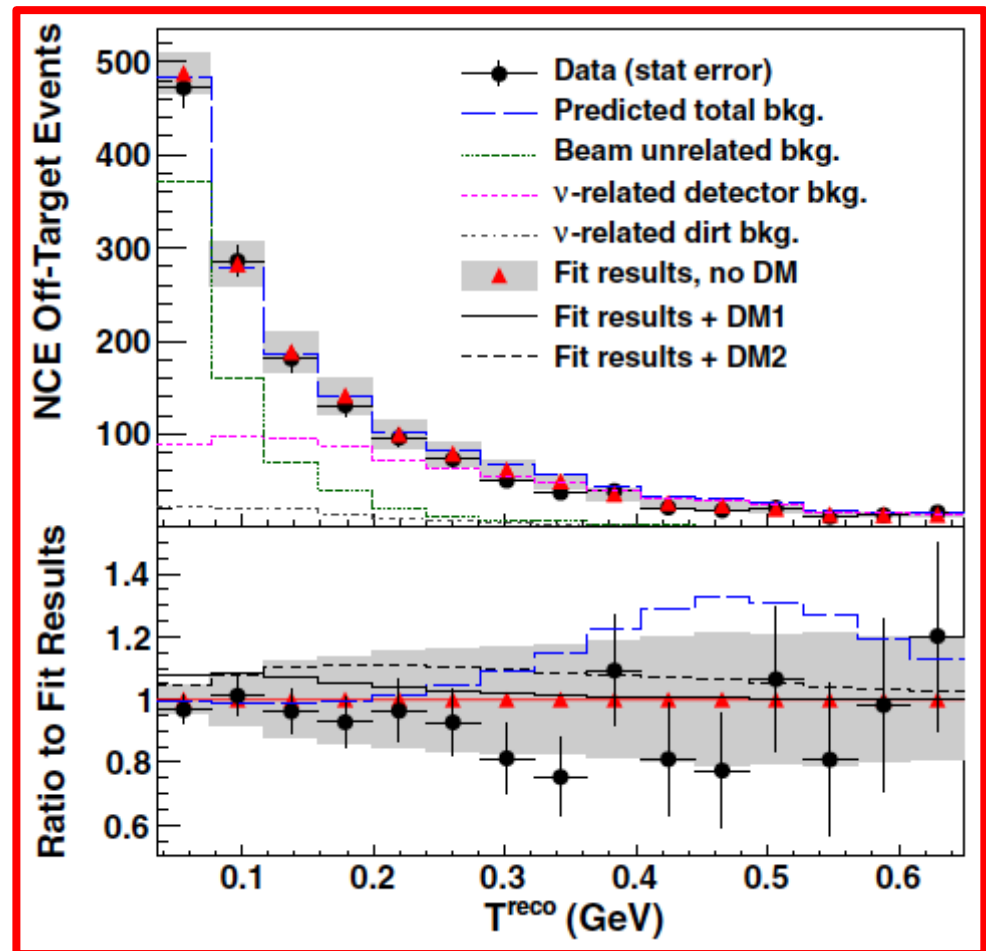 NCE Off-Target Events
500
400
300
200
100
Data (stat error)
Predicted total bkg.
Beam unrelated bkg.
ν-related detector bkg.
ν-related dirt bkg.
Fit results, no DM
Fit results + DM1
Fit results + DM2
Ratio to Fit Results
1.4
1.2
1
0.8
0.6
0.1 0.2 0.3 0.4 0.5 0.6
T^reco (GeV)